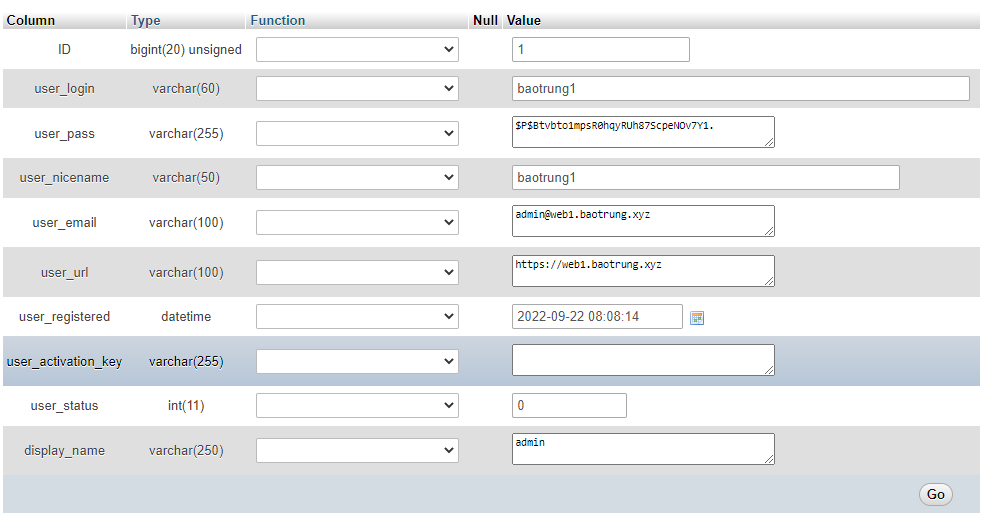 Column Type Function Null Value
ID bigint(20) unsigned 1
user_login varchar(60) baotrung1
user_pass varchar(255) $P$Btvbto1mpsR0hqyRUh87ScpeNOv7Y1.
user_nicename varchar(50) baotrung1
user_email varchar(100) admin@web1.baotrung.xyz
user_url varchar(100) https://web1.baotrung.xyz
user_registered datetime 2022-09-22 08:08:14
user_activation_key varchar(255)
user_status int(11) 0
display_name varchar(250) admin
Go